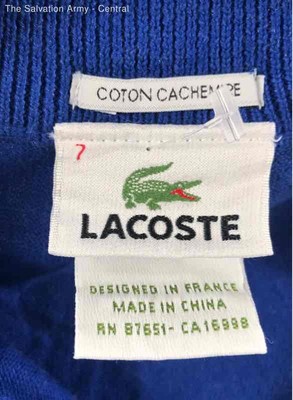 The Salvation Army - Central
COTON CACHEMIRE
7
LACOSTE
DESIGNED IN FRANCE
MADE IN CHINA
RN 87651- CA16998